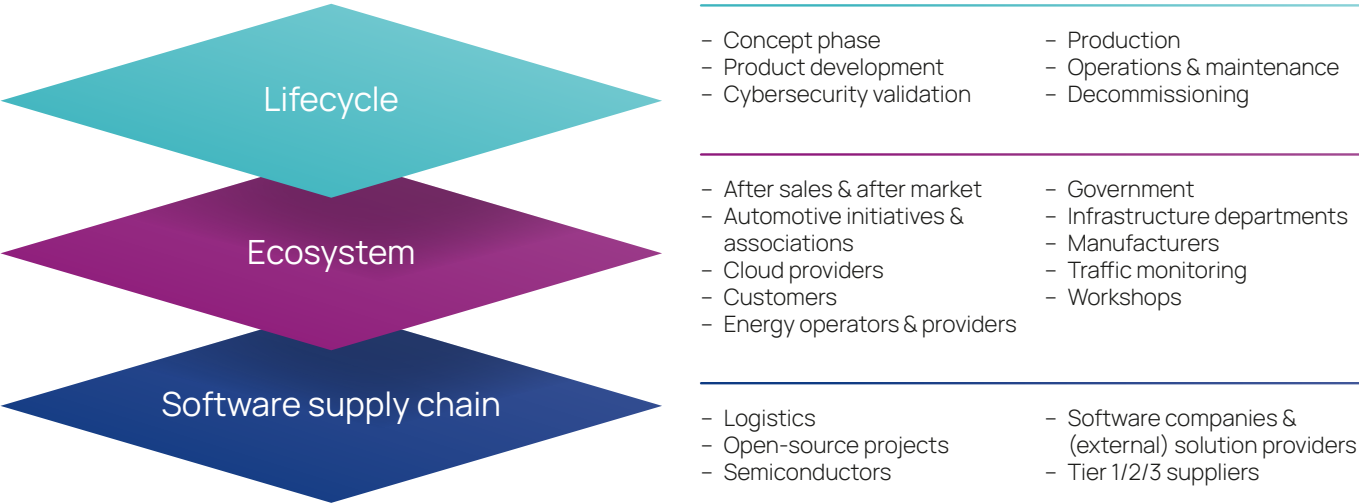 Lifecycle
– Concept phase
– Product development
– Cybersecurity validation
– Production
– Operations & maintenance
– Decommissioning
Ecosystem
– After sales & after market
– Automotive initiatives &
associations
– Cloud providers
– Customers
– Energy operators & providers
– Government
– Infrastructure departments
– Manufacturers
– Traffic monitoring
– Workshops
Software supply chain
– Logistics
– Open-source projects
– Semiconductors
– Software companies &
(external) solution providers
– Tier 1/2/3 suppliers